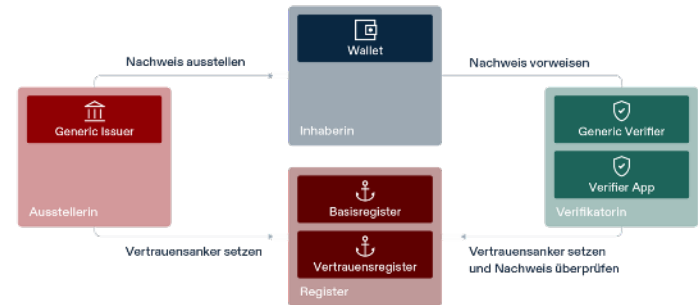 Wallet
Nachweis ausstellen
Nachweis vorweisen
Generic Issuer
Inhaberin
Generic Verifier
Basisregister
Verifier App
Ausstellerin
Verifikatorin
Vertrauensanker setzen
Vertrauensregister
Vertrauensanker setzen
und Nachweis überprüfen
Register